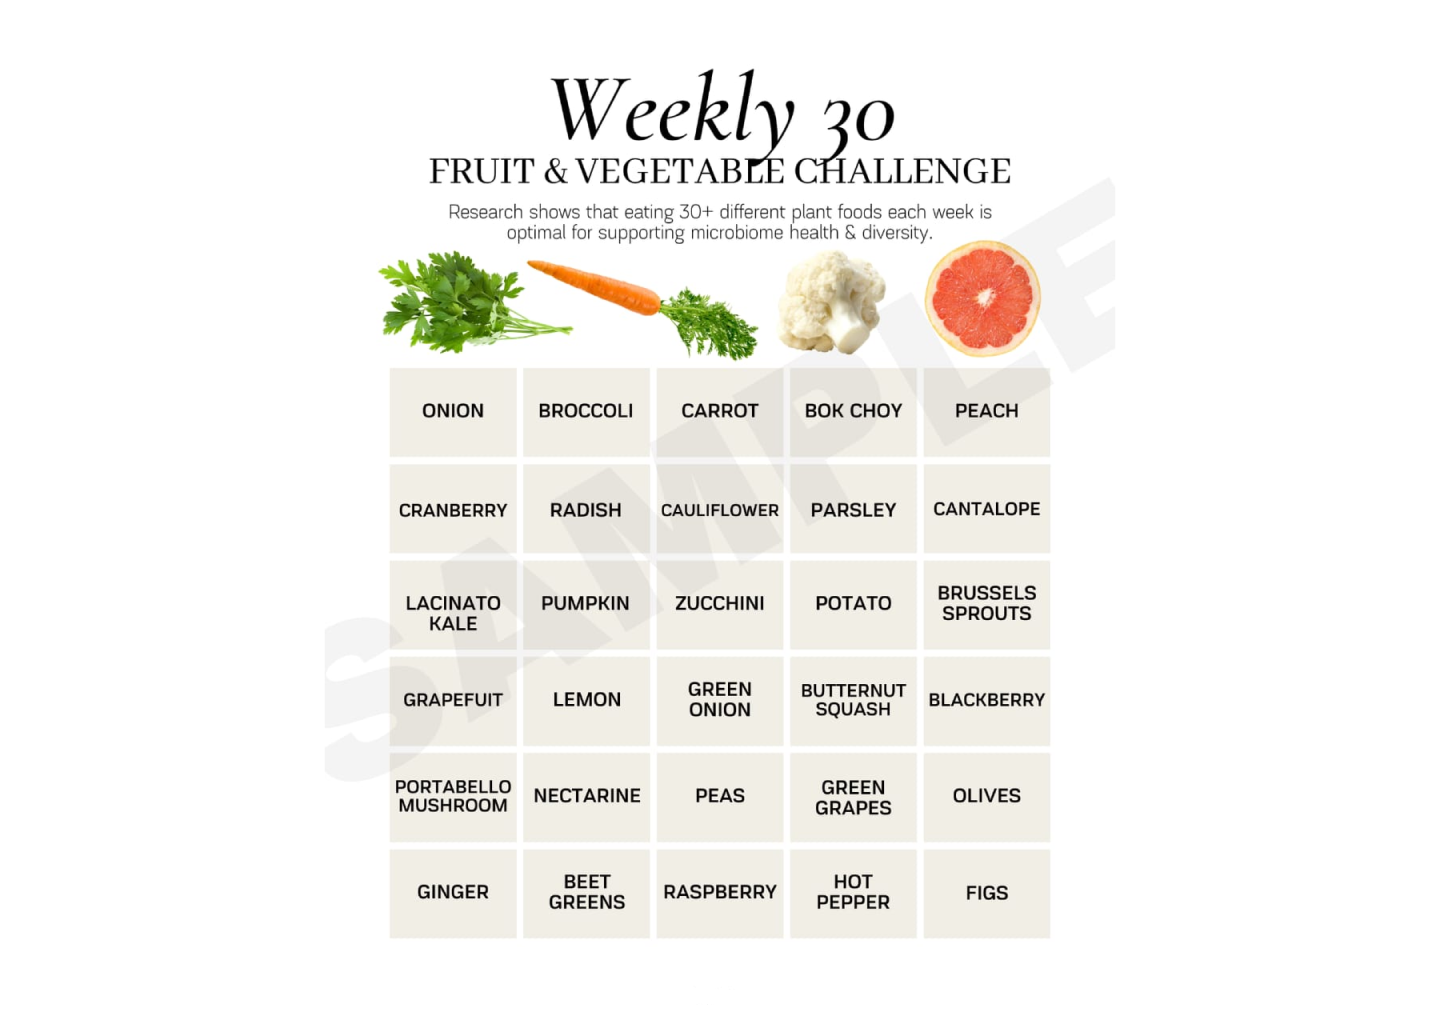 Weekly 30
FRUIT & VEGETABLE CHALLENGE
Research shows that eating 30+ different plant foods each week is
optimal for supporting microbiome health & diversity.
ONION BROCCOLI CARROT BOK CHOY PEACH
CRANBERRY RADISH CAULIFLOWER PARSLEY CANTALOPE
LACINATO
KALE
PUMPKIN ZUCCHINI POTATO
BRUSSELS
SPROUTS
GRAPEFUIT LEMON
GREEN
ONION
BUTTERNUT
SQUASH
BLACKBERRY
PORTABELLO
MUSHROOM
NECTARINE PEAS
GREEN
GRAPES
OLIVES
GINGER
BEET
GREENS
RASPBERRY
HOT
PEPPER
FIGS
SAMPLE